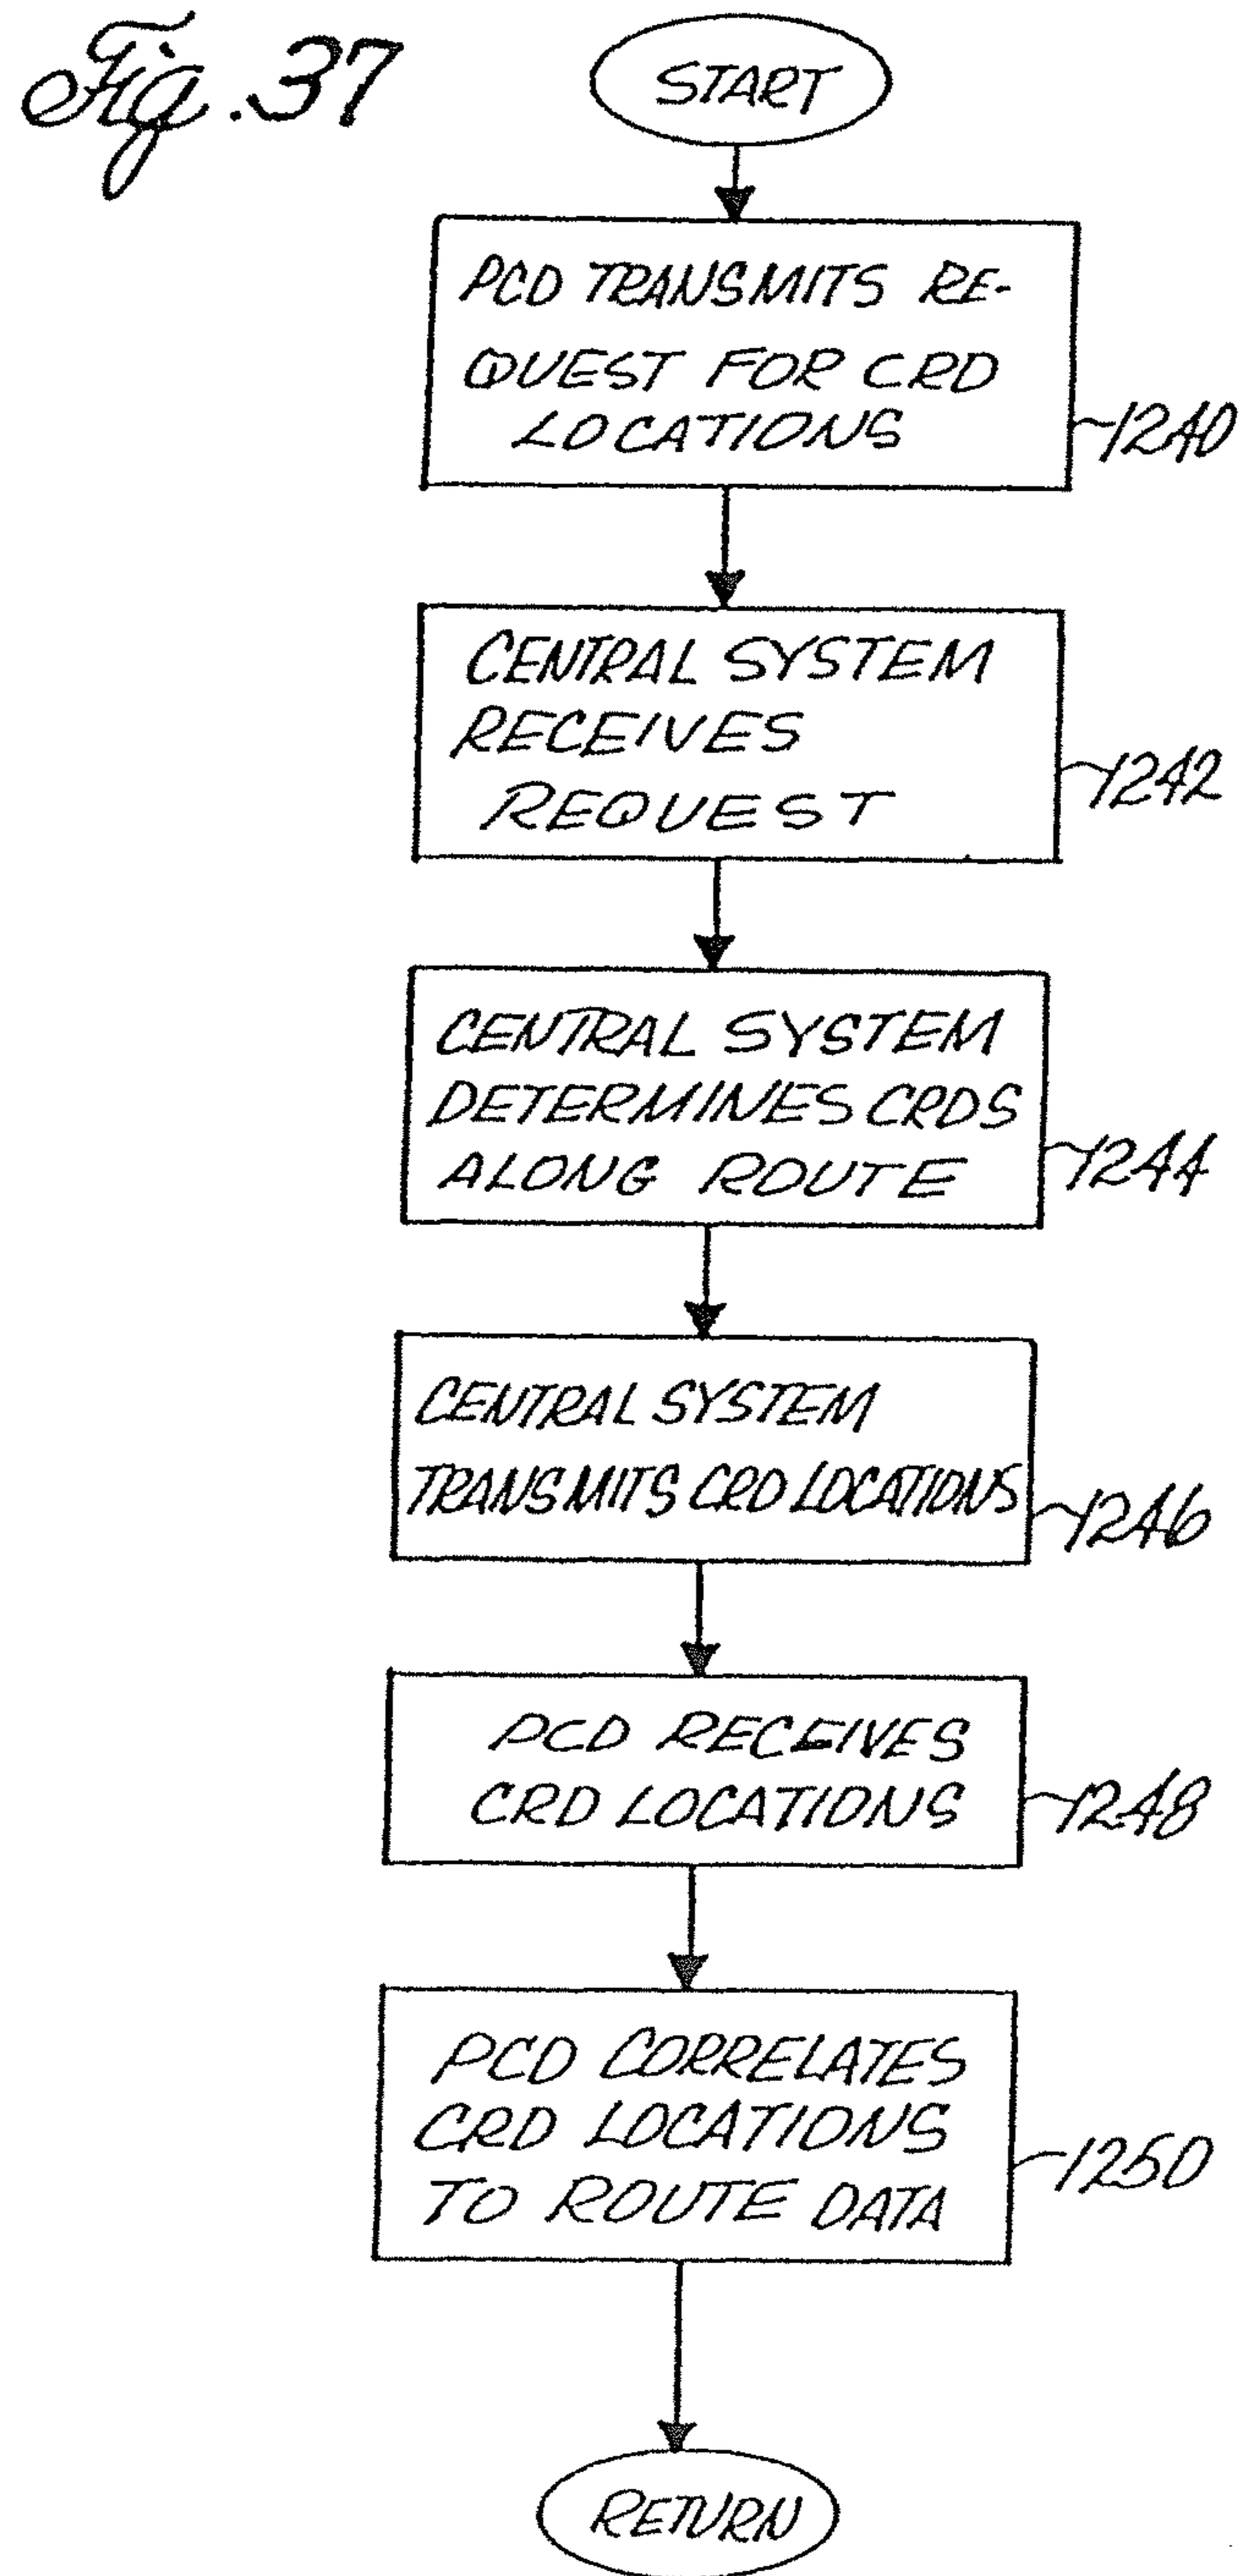 Fig. 37
START
PCD TRANSMITS RE-
QUEST FOR CRD
LOCATIONS
1240
CENTRAL SYSTEM
RECEIVES
REQUEST
1242
CENTRAL SYSTEM
DETERMINES CRDS
ALONG ROUTE
1244
CENTRAL SYSTEM
TRANSMITS CRD LOCATIONS
1246
PCD RECEIVES
CRD LOCATIONS
1248
PCD CORRELATES
CRD LOCATIONS
TO ROUTE DATA
1250
RETURN